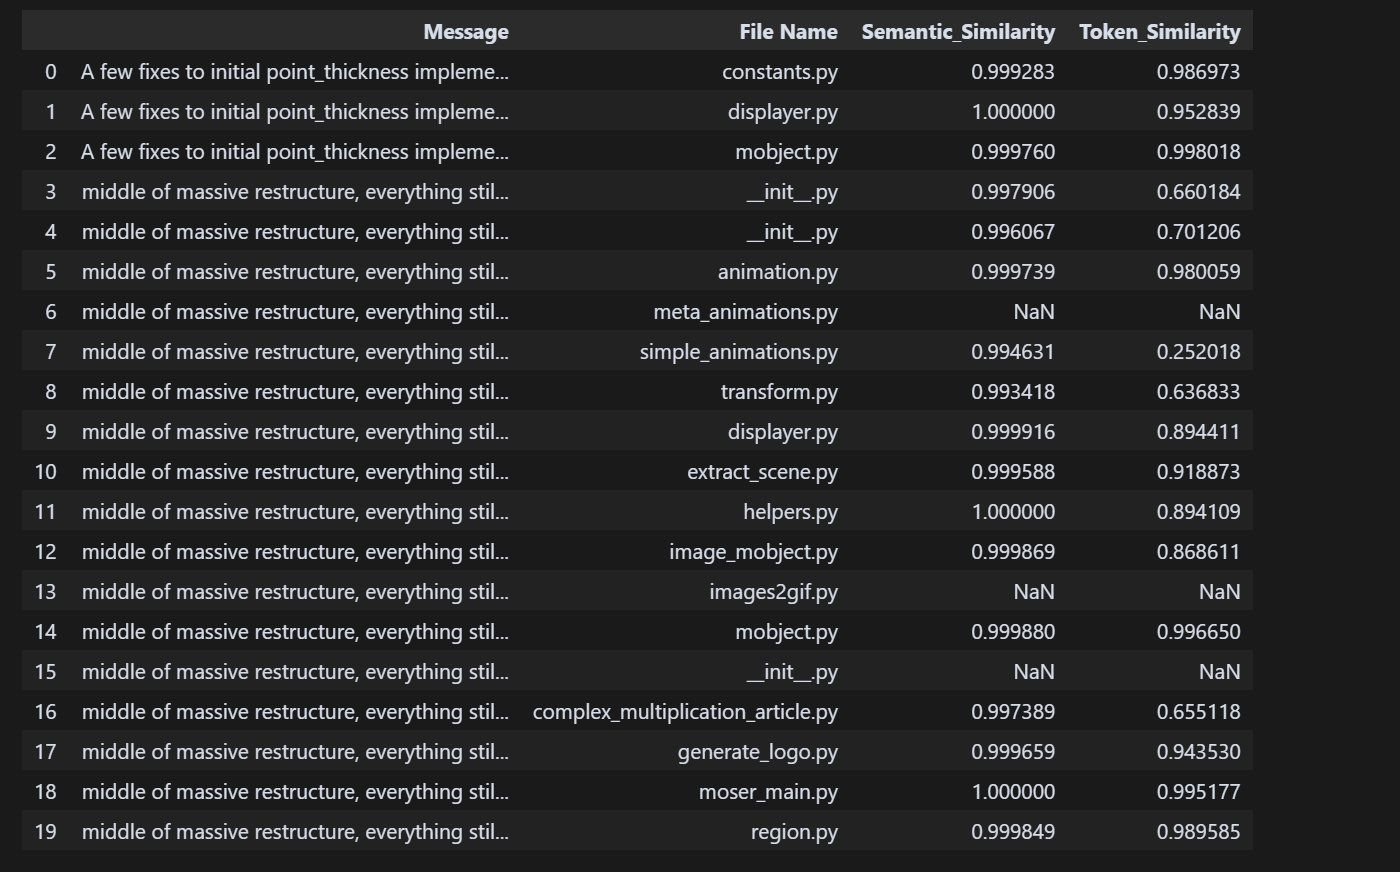 Message File Name Semantic_Similarity Token_Similarity
0 A few fixes to initial point_thickness impleme... constants.py 0.999283 0.986973
1 A few fixes to initial point_thickness impleme... displayer.py 1.000000 0.952839
2 A few fixes to initial point_thickness impleme... mobject.py 0.999760 0.998018
3 middle of massive restructure, everything stil... __init__.py 0.997906 0.660184
4 middle of massive restructure, everything stil... __init__.py 0.996067 0.701206
5 middle of massive restructure, everything stil... animation.py 0.999739 0.980059
6 middle of massive restructure, everything stil... meta_animations.py NaN NaN
7 middle of massive restructure, everything stil... simple_animations.py 0.994631 0.252018
8 middle of massive restructure, everything stil... transform.py 0.993418 0.636833
9 middle of massive restructure, everything stil... displayer.py 0.999916 0.894411
10 middle of massive restructure, everything stil... extract_scene.py 0.999588 0.918873
11 middle of massive restructure, everything stil... helpers.py 1.000000 0.894109
12 middle of massive restructure, everything stil... image_mobject.py 0.999869 0.868611
13 middle of massive restructure, everything stil... images2gif.py NaN NaN
14 middle of massive restructure, everything stil... mobject.py 0.999880 0.996650
15 middle of massive restructure, everything stil... __init__.py NaN NaN
16 middle of massive restructure, everything stil... complex_multiplication_article.py 0.997389 0.655118
17 middle of massive restructure, everything stil... generate_logo.py 0.999659 0.943530
18 middle of massive restructure, everything stil... moser_main.py 1.000000 0.995177
19 middle of massive restructure, everything stil... region.py 0.999849 0.989585